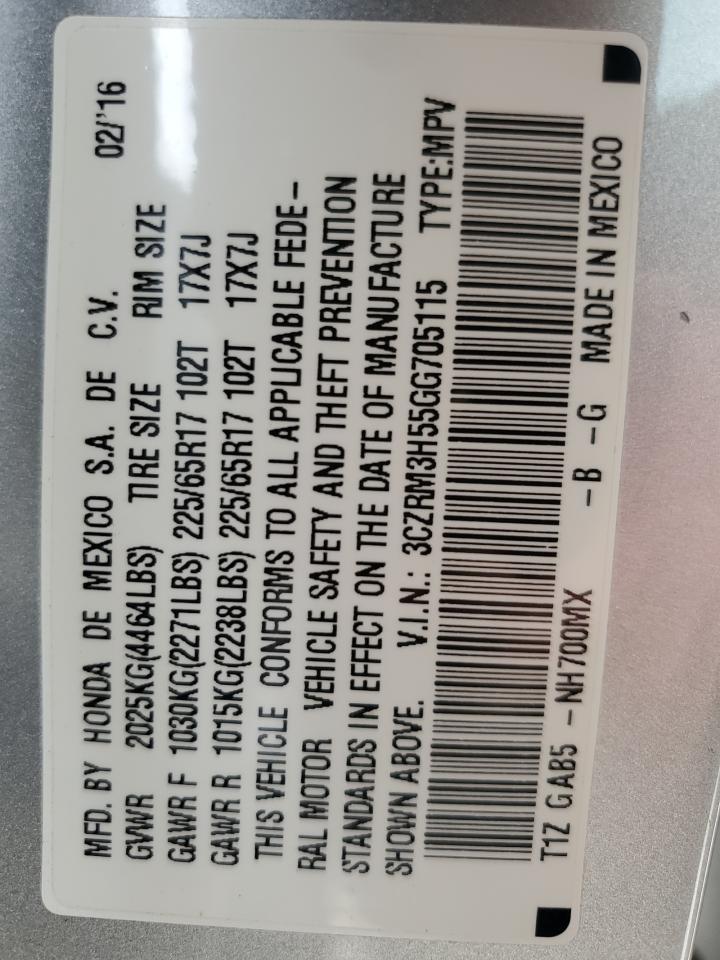 MFD. BY HONDA DE MEXICO S.A. DE C.V. 02/'16
GVWR 2025KG(4464LBS) TIRE SIZE RIM SIZE
GAWR F 1030KG(2271LBS) 225/65R17 102T 17X7J
GAWR R 1015KG(2238LBS) 225/65R17 102T 17X7J
THIS VEHICLE CONFORMS TO ALL APPLICABLE FEDE-
RAL MOTOR VEHICLE SAFETY AND THEFT PREVENTION
STANDARDS IN EFFECT ON THE DATE OF MANUFACTURE
SHOWN ABOVE. V.I.N.: 3CZRM3H55GG705115 TYPE:MPV
T1Z GAB5 -NH700MX -B -G MADE IN MEXICO